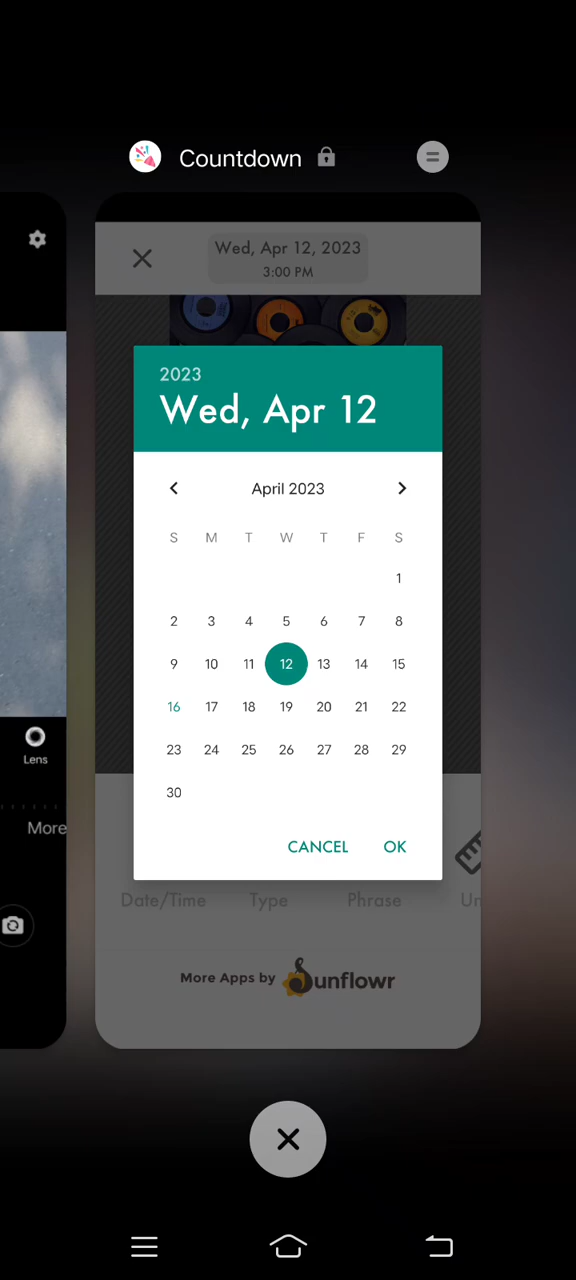 Countdown
Wed, Apr 12, 2023
3:00 PM
2023
Wed, Apr 12
April 2023
S M T W T F S
1
2 3 4 5 6 7 8
9 10 11 12 13 14 15
16 17 18 19 20 21 22
23 24 25 26 27 28 29
30
CANCEL OK
Lens
More
Date/Time Type Phrase Un
More Apps by Sunflowr